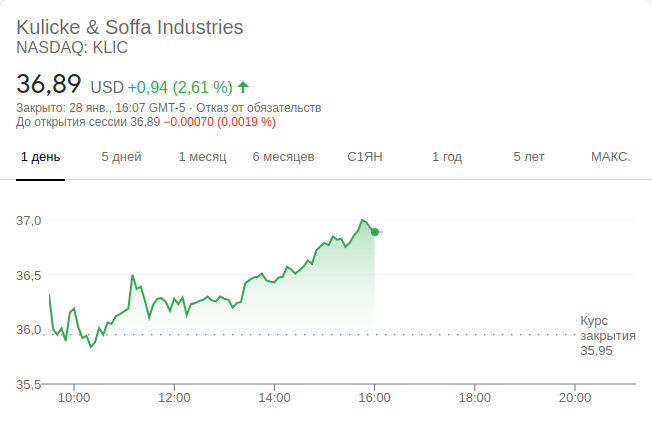 Kulicke & Soffa Industries
NASDAQ: KLIC
36,89 USD +0,94 (2,61 %)
Закрыто: 28 янв., 16:07 GMT-5 · Отказ от обязательств
До открытия сессии 36,89 −0,00070 (0,0019 %)
1 день 5 дней 1 месяц 6 месяцев С1ЯН 1 год 5 лет МАКС.
37,0
36,5
36,0
Курс
закрытия
35,95
35,5
10:00 12:00 14:00 16:00 18:00 20:00